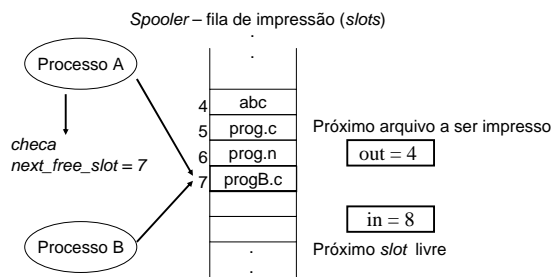 Spooler – fila de impressão (slots)
Processo A
checa
next_free_slot = 7
4 abc
5 prog.c
6 prog.n
7 progB.c
Próximo arquivo a ser impresso
out = 4
in = 8
Próximo slot livre
Processo B